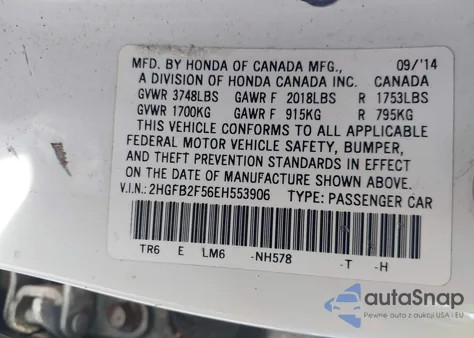 MFD. BY HONDA OF CANADA MFG., 09/'14
A DIVISION OF HONDA CANADA INC. CANADA
GVWR 3748LBS GAWR F 2018LBS R 1753LBS
GVWR 1700KG GAWR F 915KG R 795KG
THIS VEHICLE CONFORMS TO ALL APPLICABLE
FEDERAL MOTOR VEHICLE SAFETY, BUMPER,
AND THEFT PREVENTION STANDARDS IN EFFECT
ON THE DATE OF MANUFACTURE SHOWN ABOVE.
V.I.N.: 2HGFB2F56EH553906 TYPE: PASSENGER CAR
TR6 E LM6 -NH578 -T -H
autoSnap
Pewne auto z aukcji USA i EU